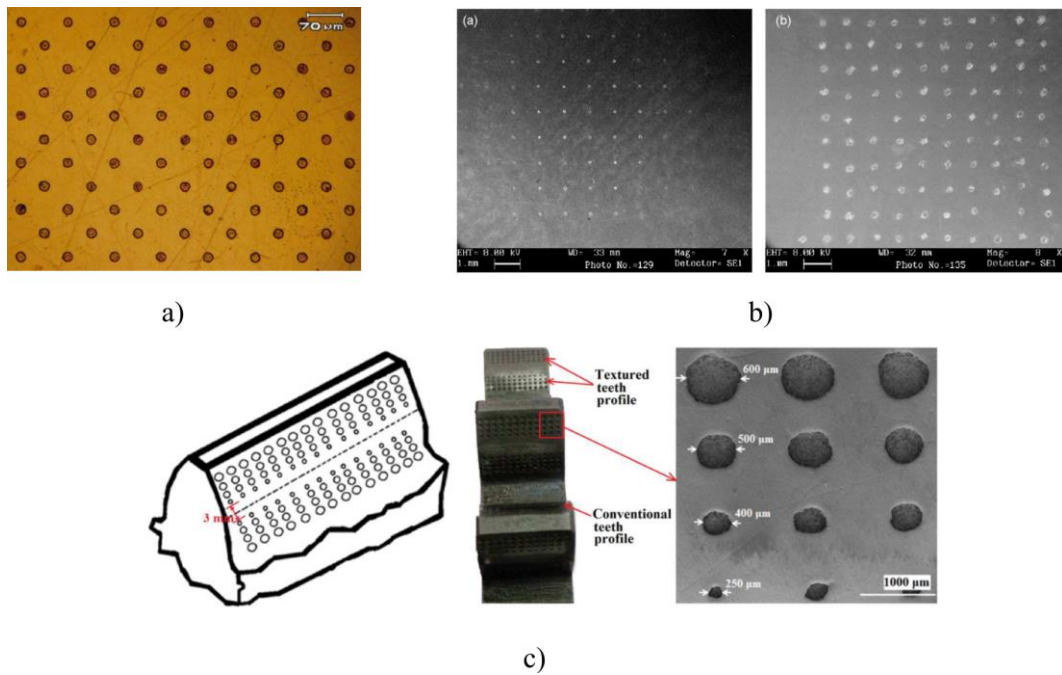 70 µm
(a)
EHT= 8.00 kV WD= 33 mm Mag= 7 X
1 mm Photo No.=129 Detector= SE1
(b)
EHT= 8.00 kV WD= 32 mm Mag= 8 X
1 mm Photo No.=135 Detector= SE1
a)
b)
3 mm
Textured
teeth
profile
Conventional
teeth
profile
600 µm
500 µm
400 µm
250 µm
1000 µm
c)